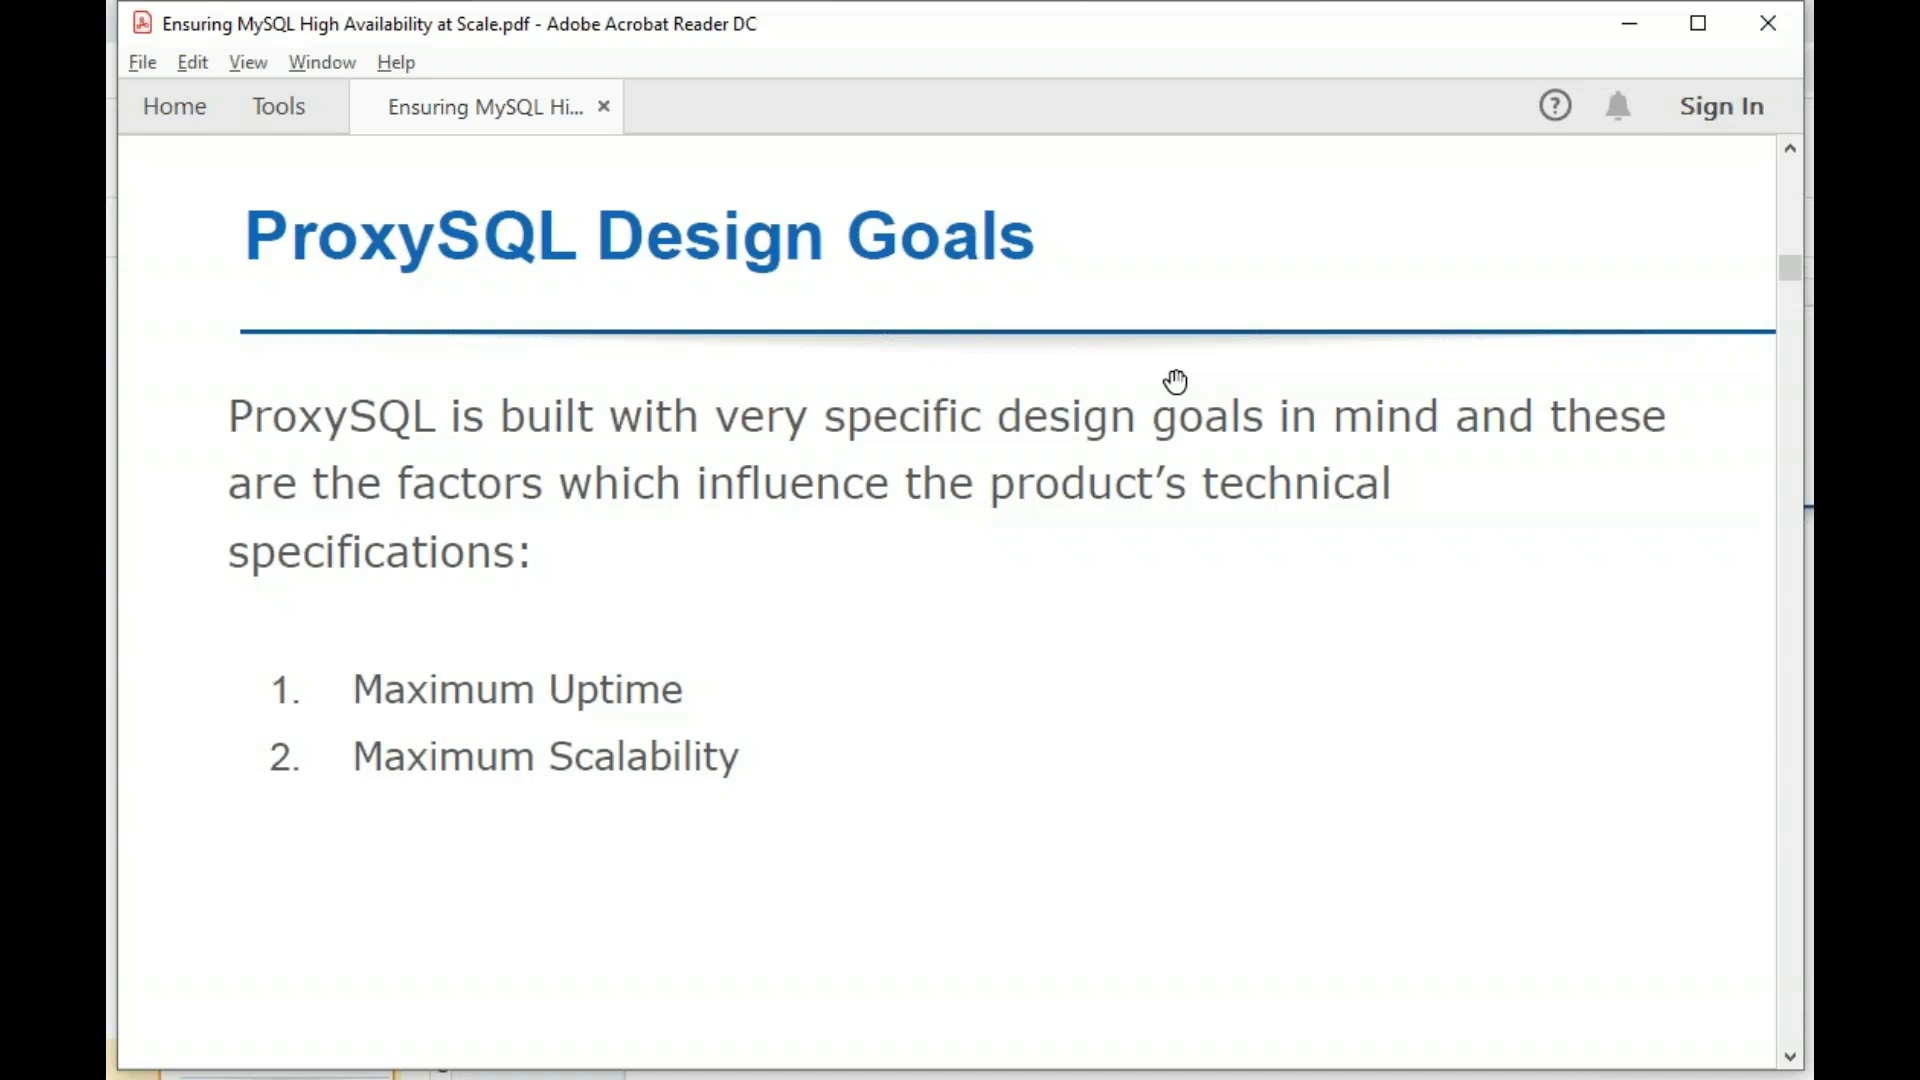 Ensuring MySQL High Availability at Scale.pdf - Adobe Acrobat Reader DC
File Edit View Window Help
Home Tools Ensuring MySQL Hi... Sign In
ProxySQL Design Goals
ProxySQL is built with very specific design goals in mind and these
are the factors which influence the product’s technical
specifications:
1. Maximum Uptime
2. Maximum Scalability